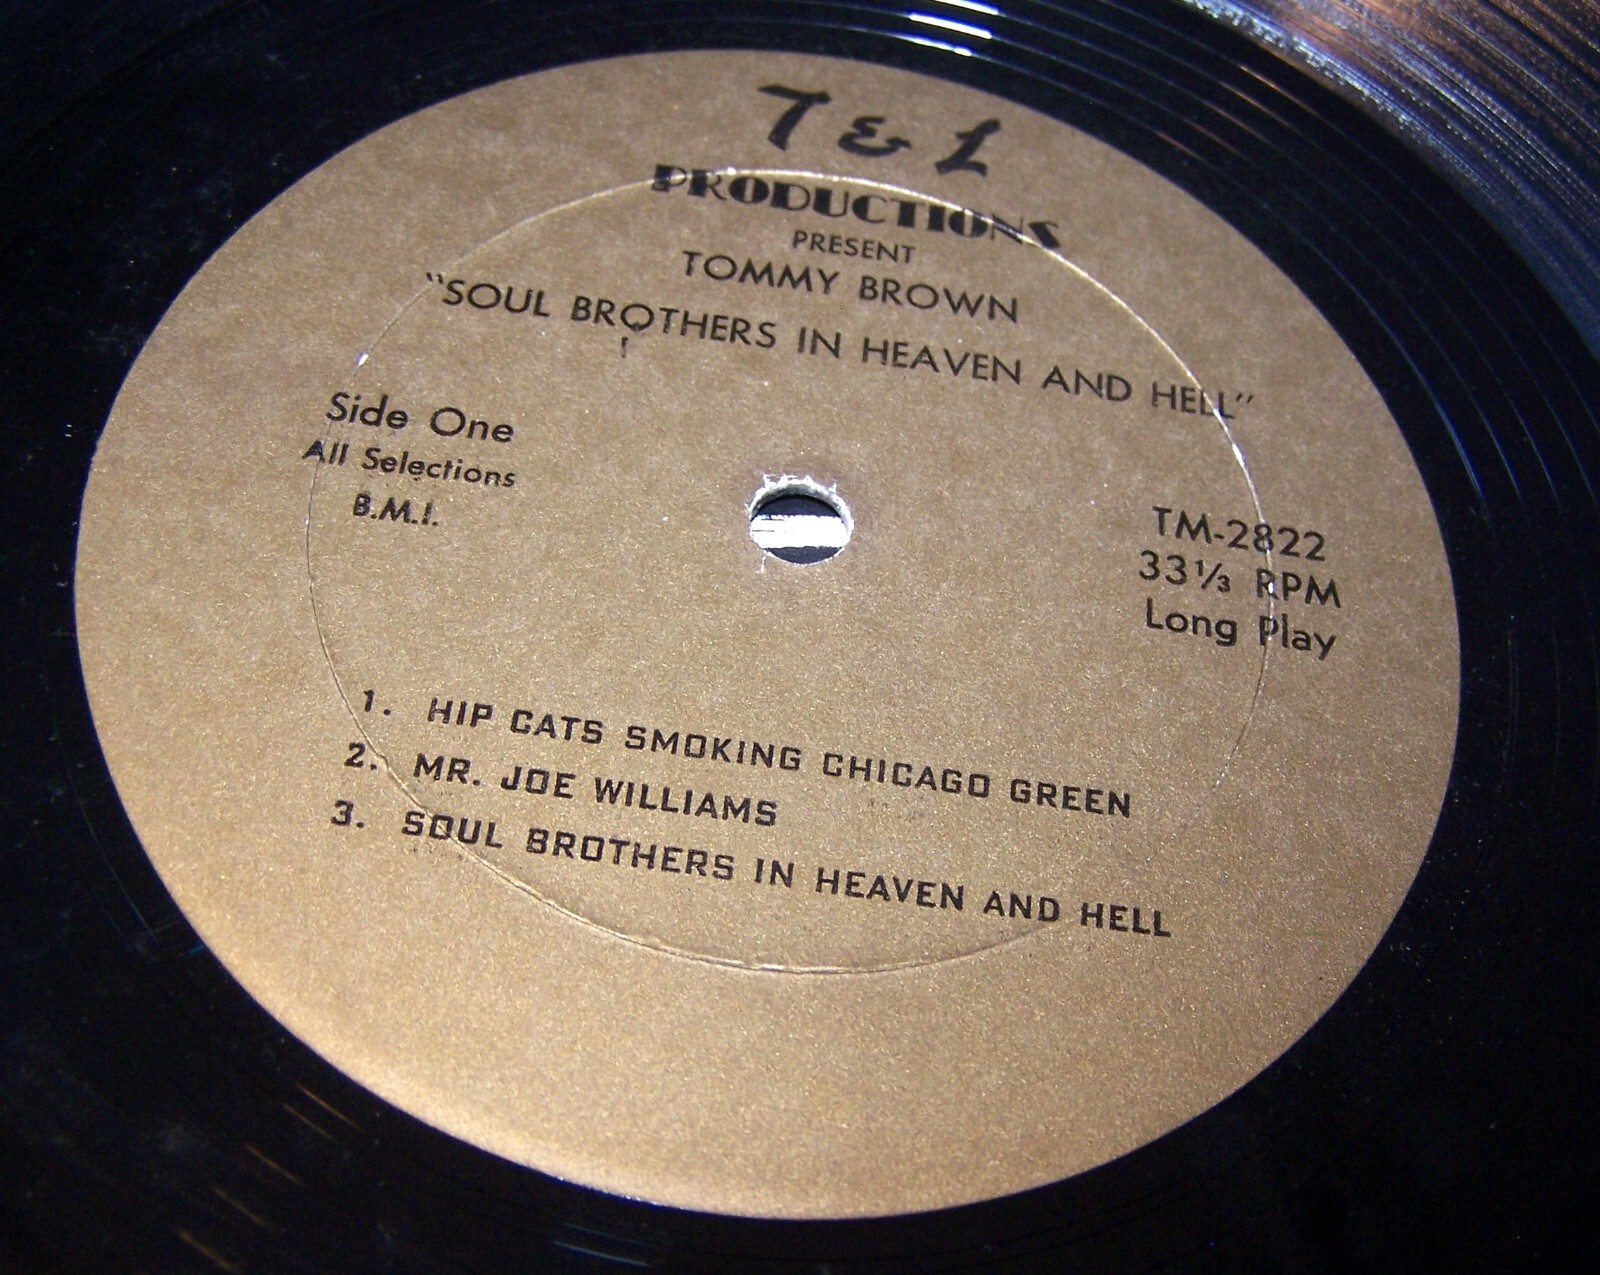 T & L
PRODUCTIONS
PRESENT
TOMMY BROWN
"SOUL BROTHERS IN HEAVEN AND HELL"
Side One
All Selections
B.M.I.
TM-2822
33⅓ RPM
Long Play
1. HIP CATS SMOKING CHICAGO GREEN
2. MR. JOE WILLIAMS
3. SOUL BROTHERS IN HEAVEN AND HELL